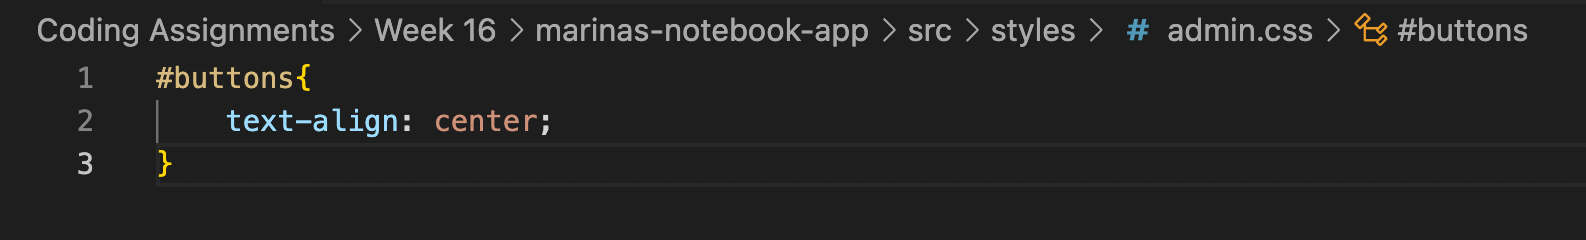 Coding Assignments > Week 16 > marinas-notebook-app > src > styles > # admin.css > #buttons
1 #buttons{
2 text-align: center;
3 }